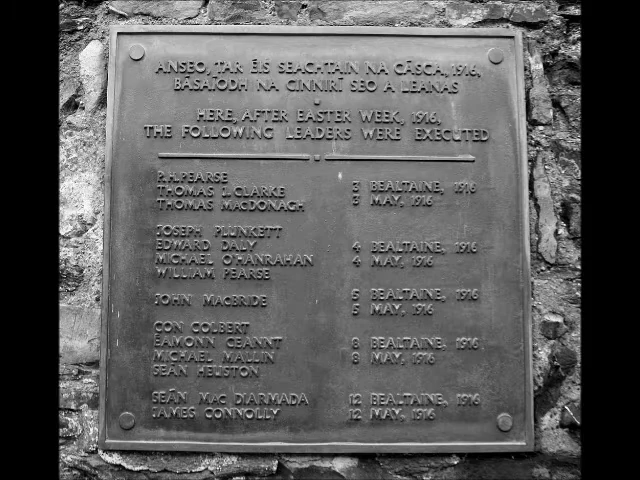 ANSEO, TAR ÉIS SEACHTAIN NA CÁSCA, 1916,
BÁSAÍODH NA CINNIRÍ SEO A LEANAS
HERE, AFTER EASTER WEEK, 1916,
THE FOLLOWING LEADERS WERE EXECUTED
P. H. PEARSE
THOMAS J. CLARKE 3 BEALTAINE, 1916
THOMAS MACDONAGH 3 MAY, 1916
JOSEPH PLUNKETT
EDWARD DALY 4 BEALTAINE, 1916
MICHAEL O'HANRAHAN 4 MAY, 1916
WILLIAM PEARSE
JOHN MACBRIDE 5 BEALTAINE, 1916
5 MAY, 1916
CON COLBERT
ÉAMONN CEANNT 8 BEALTAINE, 1916
MICHAEL MALLIN 8 MAY, 1916
SEÁN HEUSTON
SEÁN MAC DIARMADA 12 BEALTAINE, 1916
JAMES CONNOLLY 12 MAY, 1916